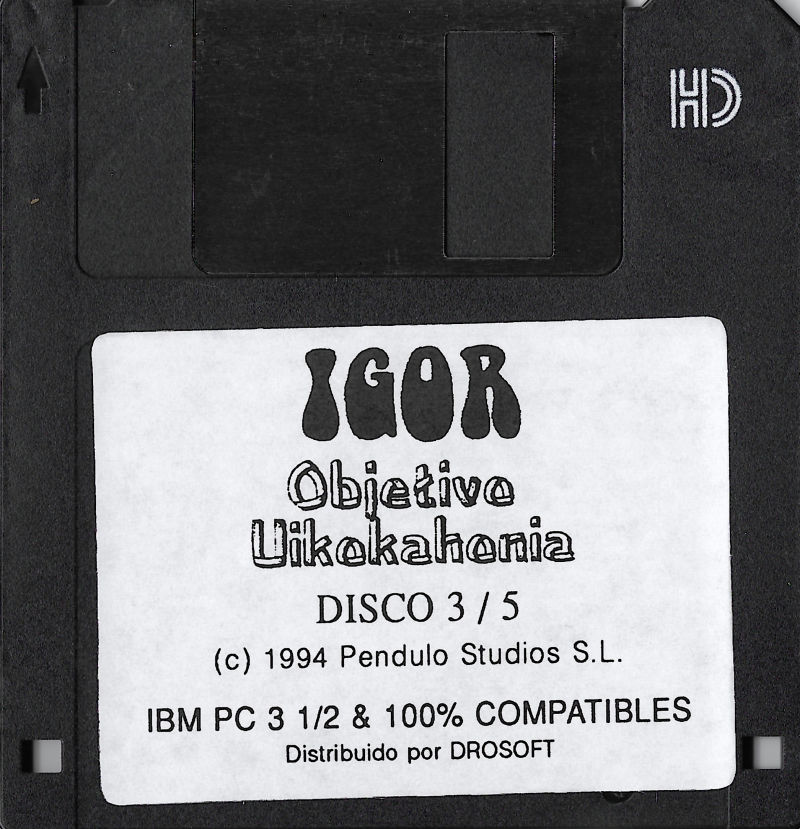 HD
IGOR
Objetivo
Uikokahonia
DISCO 3 / 5
(c) 1994 Pendulo Studios S.L.
IBM PC 3 1/2 & 100% COMPATIBLES
Distribuido por DROSOFT